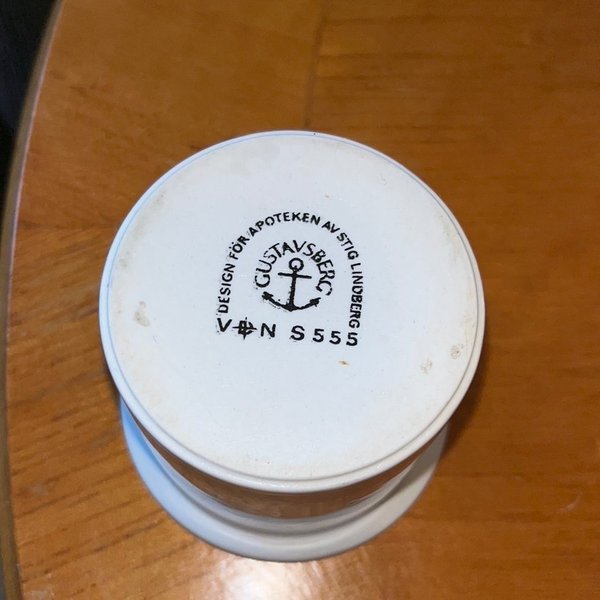 DESIGN FÖR APOTEKEN AV STIG LINDBERG
GUSTAVSBERG
S555